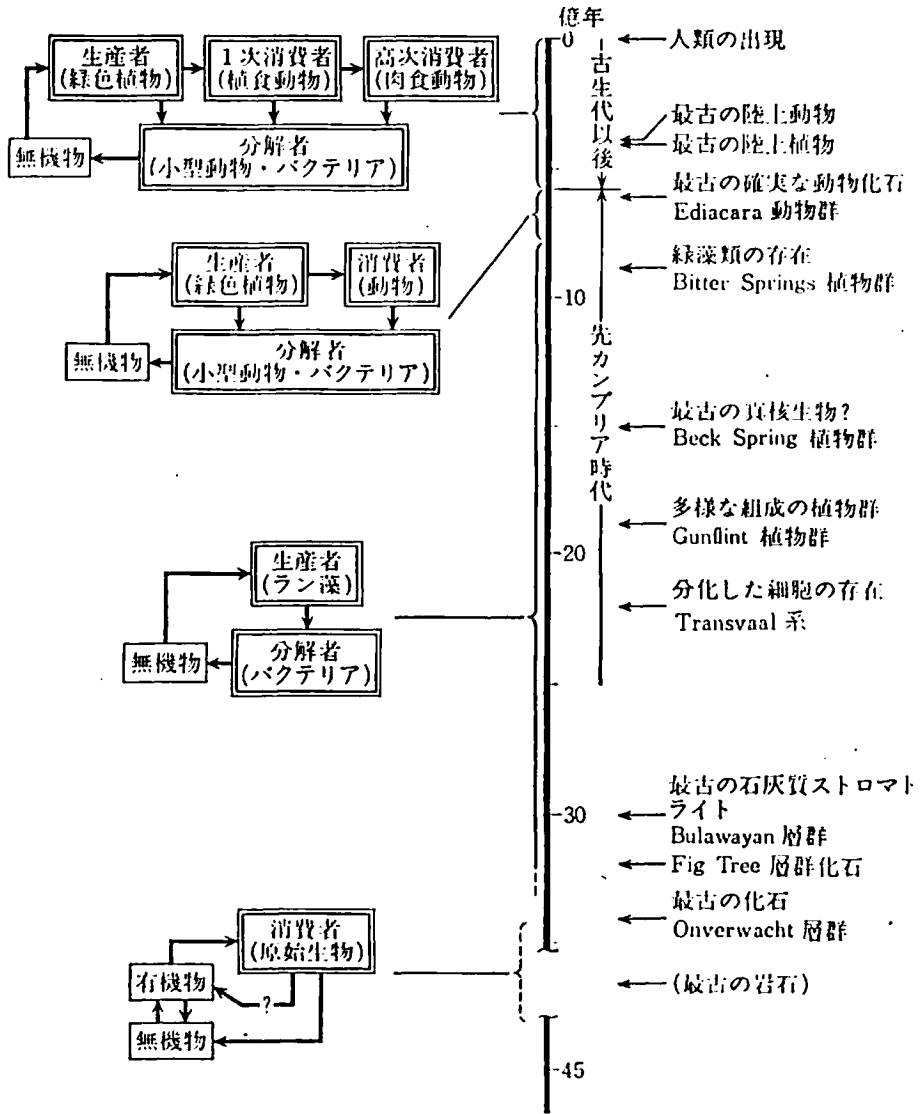 億年
0
人類の出現
生産者
(緑色植物)
1次消費者
(植食動物)
高次消費者
(肉食動物)
無機物
分解者
(小型動物・バクテリア)
古生代以後
最古の陸上動物
最古の陸上植物
最古の確実な動物化石
Ediacara 動物群
生産者
(緑色植物)
消費者
(動物)
無機物
分解者
(小型動物・バクテリア)
緑藻類の存在
Bitter Springs 植物群
10
先カンブリア時代
最古の真核生物?
Beck Spring 植物群
多様な組成の植物群
Gunflint 植物群
20
生産者
(ラン藻)
無機物
分解者
(バクテリア)
分化した細胞の存在
Transvaal 系
最古の石灰質ストロマト
ライト
30
Bulawayan 層群
Fig Tree 層群化石
最古の化石
Onverwacht 層群
消費者
(原始生物)
有機物
?
無機物
(最古の岩石)
45